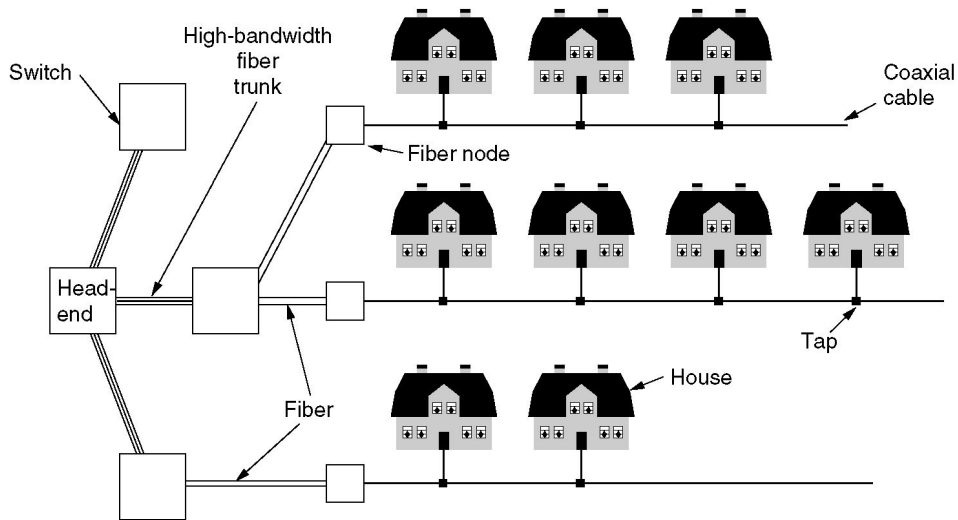 High-bandwidth
fiber
trunk
Switch
Coaxial
cable
Fiber node
Head-
end
Tap
House
Fiber